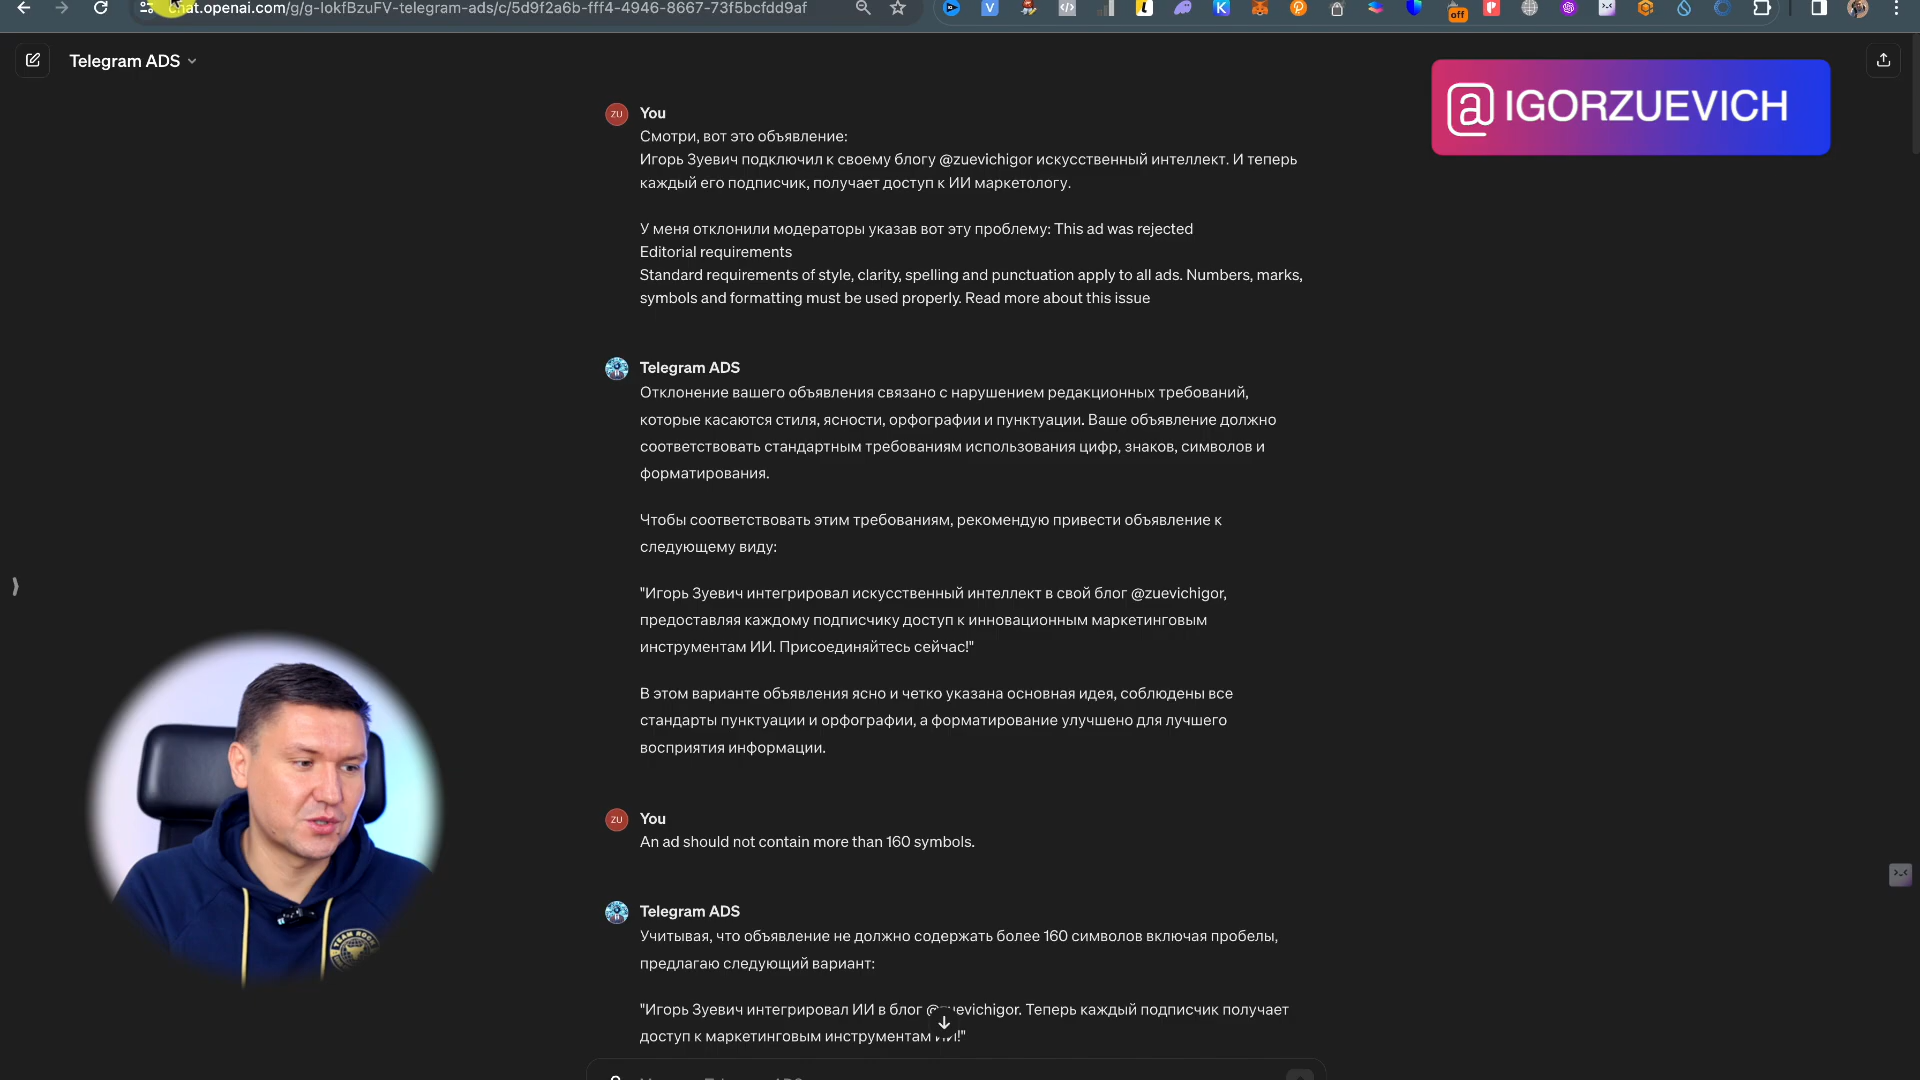 chat.openai.com/g/g-IokfBzuFV-telegram-ads/c/5d9f2a6b-fff4-4946-8667-73f5bcfdd9af
off
Telegram ADS
@IGORZUEVICH
ZU
You
Смотри, вот это объявление:
Игорь Зуевич подключил к своему блогу @zuevichigor искусственный интеллект. И теперь
каждый его подписчик, получает доступ к ИИ маркетологу.
У меня отклонили модераторы указав вот эту проблему: This ad was rejected
Editorial requirements
Standard requirements of style, clarity, spelling and punctuation apply to all ads. Numbers, marks,
symbols and formatting must be used properly. Read more about this issue
Telegram ADS
Отклонение вашего объявления связано с нарушением редакционных требований,
которые касаются стиля, ясности, орфографии и пунктуации. Ваше объявление должно
соответствовать стандартным требованиям использования цифр, знаков, символов и
форматирования.
Чтобы соответствовать этим требованиям, рекомендую привести объявление к
следующему виду:
"Игорь Зуевич интегрировал искусственный интеллект в свой блог @zuevichigor,
предоставляя каждому подписчику доступ к инновационным маркетинговым
инструментам ИИ. Присоединяйтесь сейчас!"
В этом варианте объявления ясно и четко указана основная идея, соблюдены все
стандарты пунктуации и орфографии, а форматирование улучшено для лучшего
восприятия информации.
ZU
You
An ad should not contain more than 160 symbols.
Telegram ADS
Учитывая, что объявление не должно содержать более 160 символов включая пробелы,
предлагаю следующий вариант:
"Игорь Зуевич интегрировал ИИ в блог @zuevichigor. Теперь каждый подписчик получает
доступ к маркетинговым инструментам ИИ!"